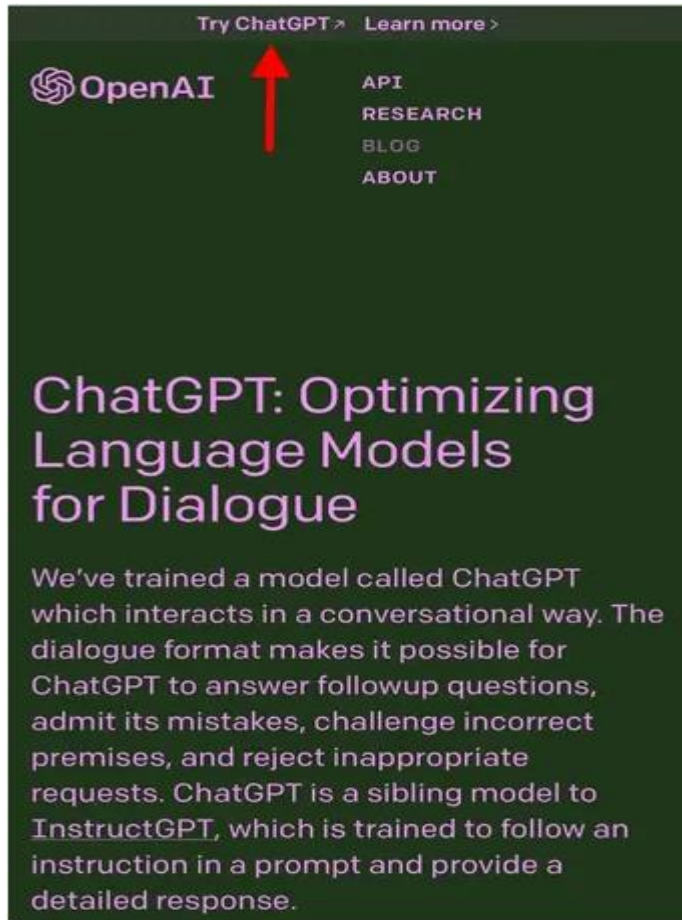 Try ChatGPT↗ Learn more >
OpenAI
API
RESEARCH
BLOG
ABOUT
ChatGPT: Optimizing
Language Models
for Dialogue
We’ve trained a model called ChatGPT
which interacts in a conversational way. The
dialogue format makes it possible for
ChatGPT to answer followup questions,
admit its mistakes, challenge incorrect
premises, and reject inappropriate
requests. ChatGPT is a sibling model to
InstructGPT, which is trained to follow an
instruction in a prompt and provide a
detailed response.